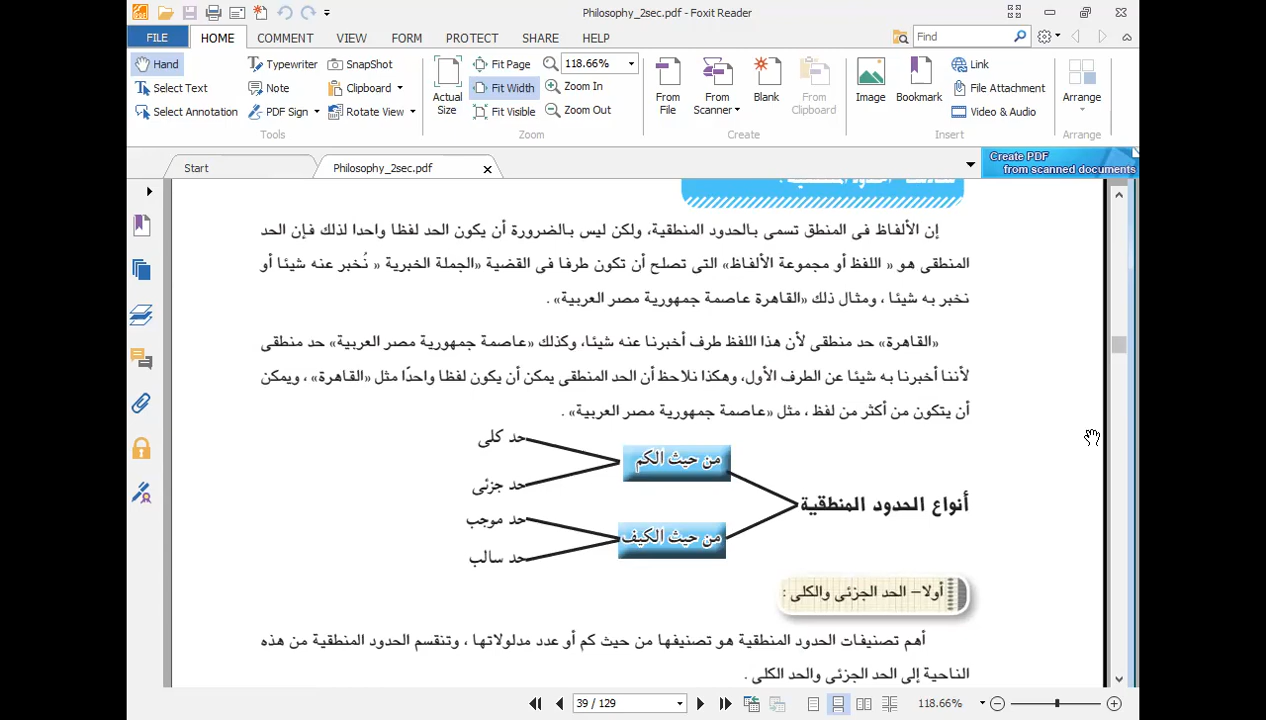 Philosophy_2sec.pdf - Foxit Reader
FILE HOME COMMENT VIEW FORM PROTECT SHARE HELP Find
Hand Typewriter SnapShot Fit Page 118.66% Link
Select Text Note Clipboard Fit Width Zoom In File Attachment
Select Annotation PDF Sign Rotate View Fit Visible Zoom Out Video & Audio
Actual Size From File From Scanner Blank From Clipboard Image Bookmark Arrange
Tools Zoom Create Insert Arrange
Start Philosophy_2sec.pdf Create PDF
from scanned documents
إن الألفاظ فى المنطق تسمى بالحدود المنطقية، ولكن ليس بالضرورة أن يكون الحد لفظا واحدا لذلك فإن الحد
المنطقى هو « اللفظ أو مجموعة الألفاظ» التى تصلح أن تكون طرفا فى القضية «الجملة الخبرية « نُخبر عنه شيئا أو
نخبر به شيئا ، ومثال ذلك «القاهرة عاصمة جمهورية مصر العربية» .
«القاهرة» حد منطقى لأن هذا اللفظ طرف أخبرنا عنه شيئا، وكذلك «عاصمة جمهورية مصر العربية» حد منطقى
لأننا أخبرنا به شيئا عن الطرف الأول، وهكذا نلاحظ أن الحد المنطقى يمكن أن يكون لفظا واحدًا مثل «القاهرة» ، ويمكن
أن يتكون من أكثر من لفظ ، مثل «عاصمة جمهورية مصر العربية» .
أنواع الحدود المنطقية
من حيث الكم
حد كلى
حد جزئى
من حيث الكيف
حد موجب
حد سالب
أولا– الحد الجزئى والكلى :
أهم تصنيفات الحدود المنطقية هو تصنيفها من حيث كم أو عدد مدلولاتها ، وتنقسم الحدود المنطقية من هذه
الناحية إلى الحد الجزئى والحد الكلى .
39 / 129 118.66%